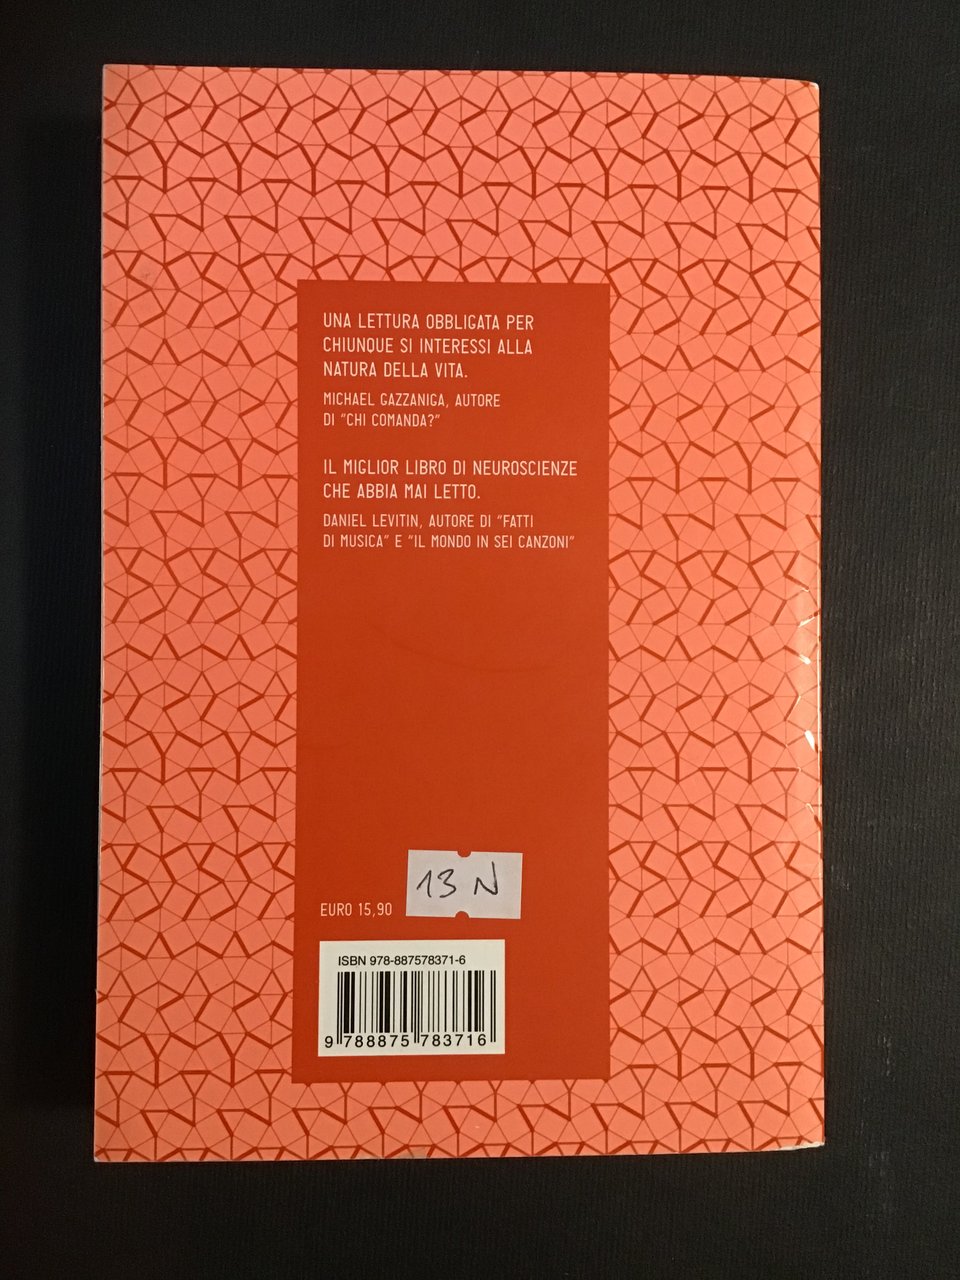 UNA LETTURA OBBLIGATA PER
CHIUNQUE SI INTERESSI ALLA
NATURA DELLA VITA.
MICHAEL GAZZANIGA, AUTORE
DI "CHI COMANDA?"
IL MIGLIOR LIBRO DI NEUROSCIENZE
CHE ABBIA MAI LETTO.
DANIEL LEVITIN, AUTORE DI "FATTI
DI MUSICA" E "IL MONDO IN SEI CANZONI"
13 N
EURO 15,90
ISBN 978-887578371-6
9 788875 783716